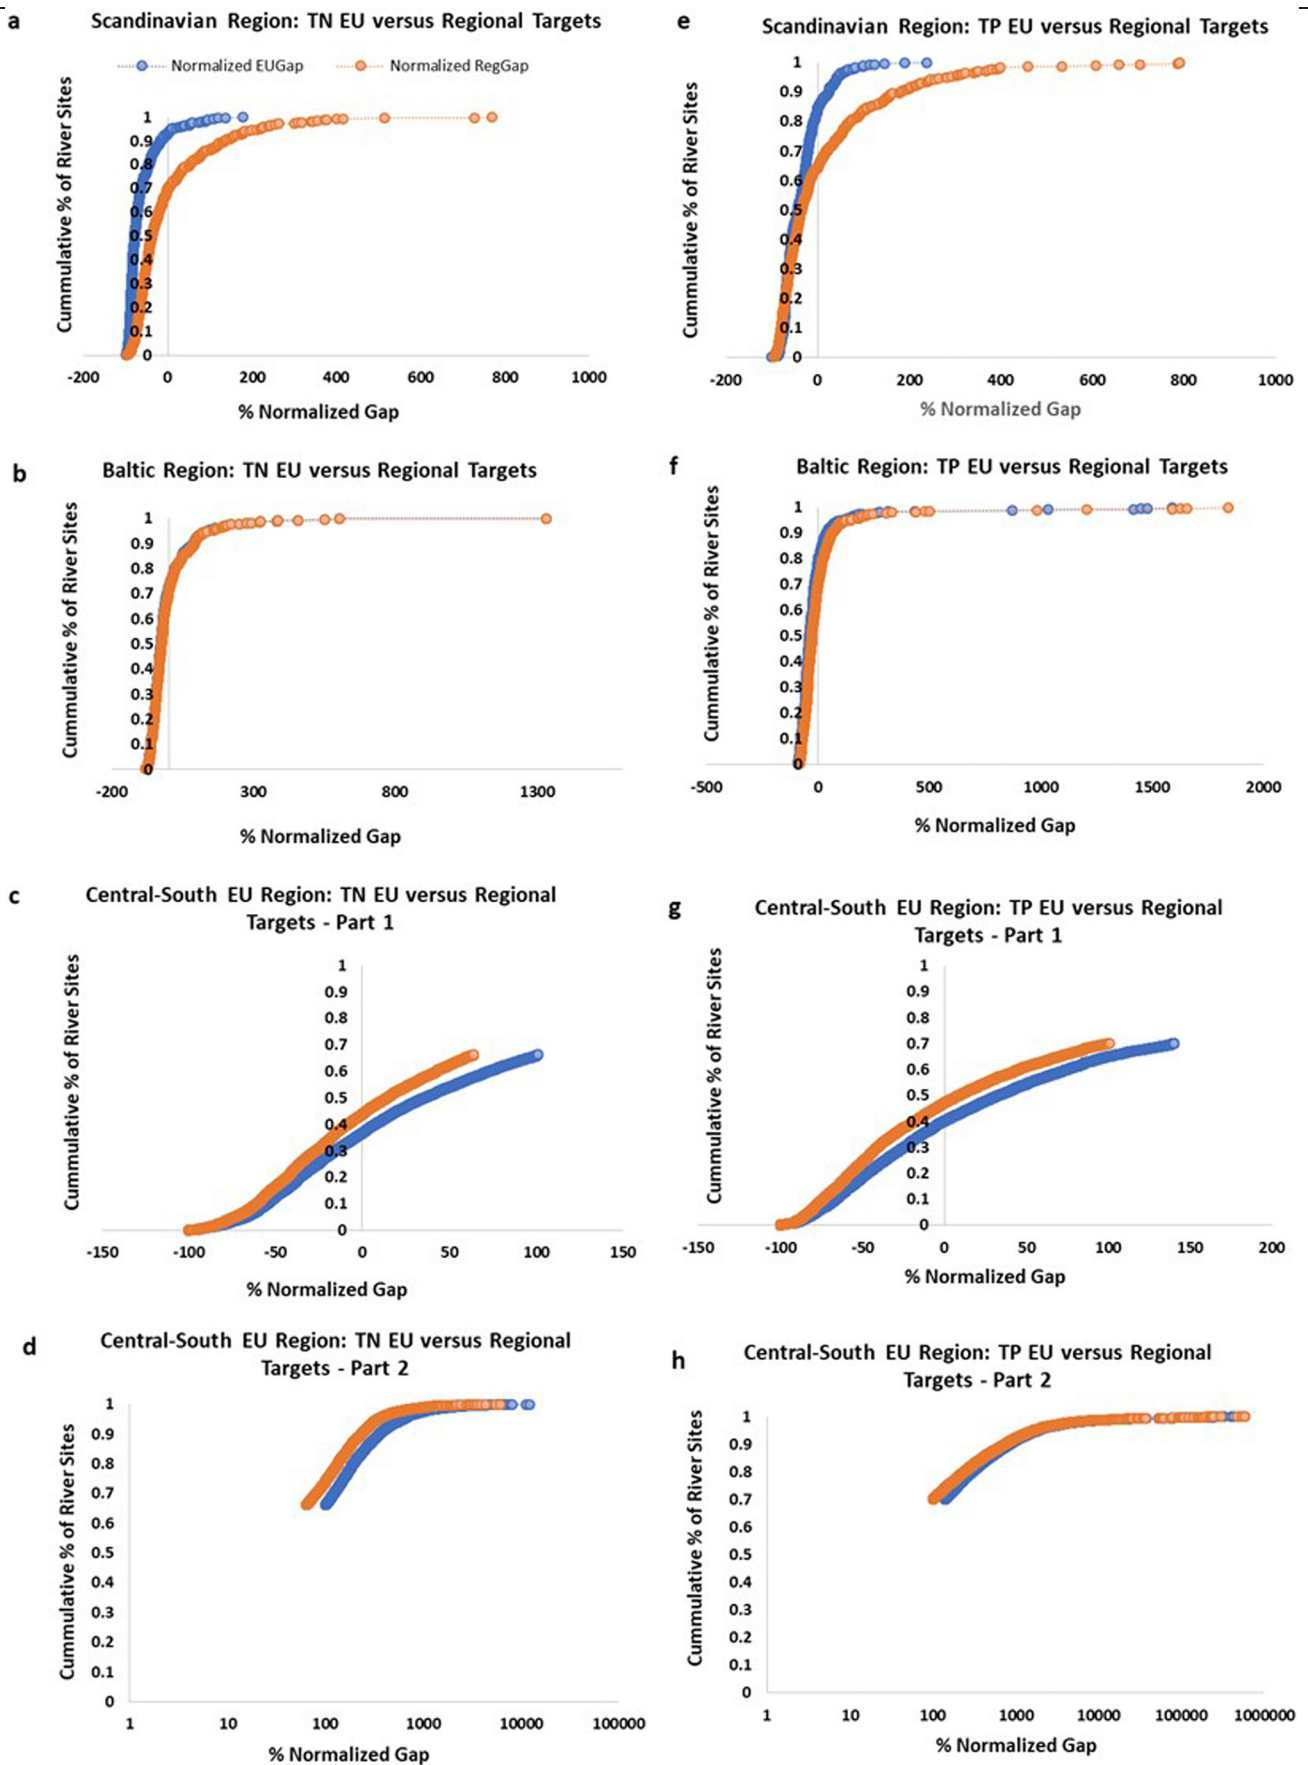 a
Scandinavian Region: TN EU versus Regional Targets
Normalized EUGap
Normalized RegGap
Cummulative % of River Sites
1
0.9
0.8
0.7
0.6
0.5
0.4
0.3
0.2
0.1
0
-200 0 200 400 600 800 1000
% Normalized Gap
e
Scandinavian Region: TP EU versus Regional Targets
Cummulative % of River Sites
1
0.9
0.8
0.7
0.6
0.5
0.4
0.3
0.2
0.1
0
-200 0 200 400 600 800 1000
% Normalized Gap
b
Baltic Region: TN EU versus Regional Targets
Cummulative % of River Sites
1
0.9
0.8
0.7
0.6
0.5
0.4
0.3
0.2
0.1
0
-200 300 800 1300
% Normalized Gap
f
Baltic Region: TP EU versus Regional Targets
Cummulative % of River Sites
1
0.9
0.8
0.7
0.6
0.5
0.4
0.3
0.2
0.1
0
-500 0 500 1000 1500 2000
% Normalized Gap
c
Central-South EU Region: TN EU versus Regional
Targets - Part 1
Cummulative % of River Sites
1
0.9
0.8
0.7
0.6
0.5
0.4
0.3
0.2
0.1
0
-150 -100 -50 0 50 100 150
% Normalized Gap
g
Central-South EU Region: TP EU versus Regional
Targets - Part 1
Cummulative % of River Sites
1
0.9
0.8
0.7
0.6
0.5
0.4
0.3
0.2
0.1
0
-150 -100 -50 0 50 100 150 200
% Normalized Gap
d
Central-South EU Region: TN EU versus Regional
Targets - Part 2
Cummulative % of River Sites
1
0.9
0.8
0.7
0.6
0.5
0.4
0.3
0.2
0.1
0
1 10 100 1000 10000 100000
% Normalized Gap
h
Central-South EU Region: TP EU versus Regional
Targets - Part 2
Cummulative % of River Sites
1
0.9
0.8
0.7
0.6
0.5
0.4
0.3
0.2
0.1
0
1 10 100 1000 10000 100000 1000000
% Normalized Gap